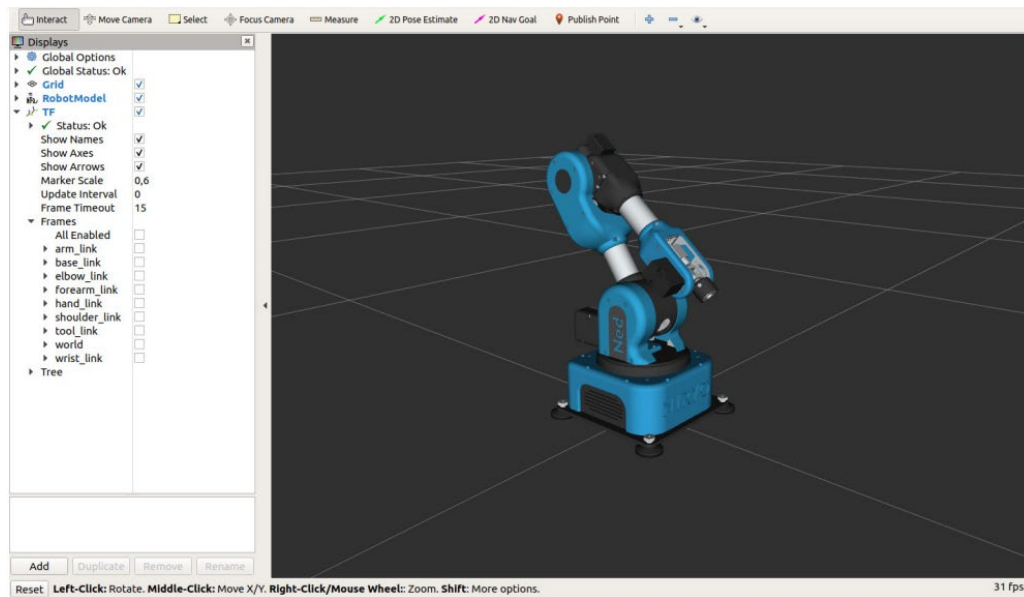 Interact Move Camera Select Focus Camera Measure 2D Pose Estimate 2D Nav Goal Publish Point
Displays
Global Options
Global Status: Ok
Grid
RobotModel
TF
Status: Ok
Show Names
Show Axes
Show Arrows
Marker Scale 0,6
Update Interval 0
Frame Timeout 15
Frames
All Enabled
arm_link
base_link
elbow_link
forearm_link
hand_link
shoulder_link
tool_link
world
wrist_link
Tree
Ned
Add Duplicate Remove Rename
Reset Left-Click: Rotate. Middle-Click: Move X/Y. Right-Click/Mouse Wheel:: Zoom. Shift: More options. 31 fps